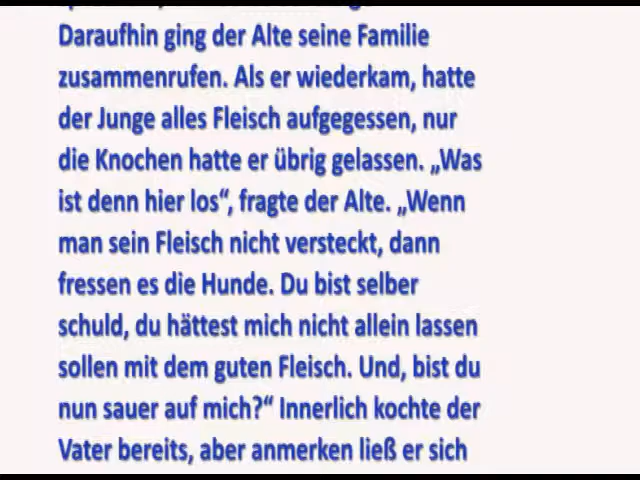 Daraufhin ging der Alte seine Familie
zusammenrufen. Als er wiederkam, hatte
der Junge alles Fleisch aufgegessen, nur
die Knochen hatte er übrig gelassen. „Was
ist denn hier los“, fragte der Alte. „Wenn
man sein Fleisch nicht versteckt, dann
fressen es die Hunde. Du bist selber
schuld, du hättest mich nicht allein lassen
sollen mit dem guten Fleisch. Und, bist du
nun sauer auf mich?“ Innerlich kochte der
Vater bereits, aber anmerken ließ er sich